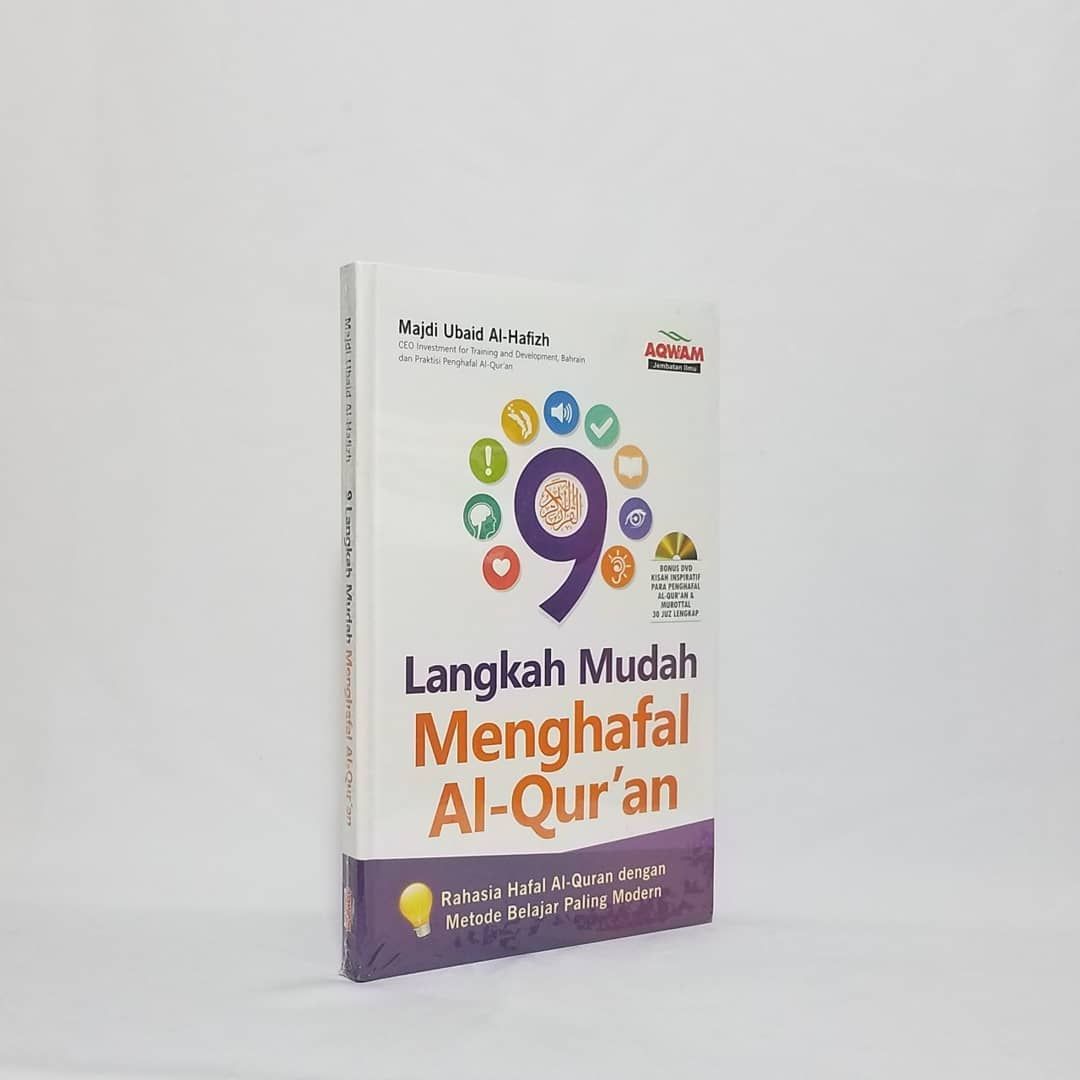 Majdi Ubaid Al-Hafizh
CEO Investment for Training and Development, Bahrain
dan Praktisi Penghafal Al-Qur'an
AQWAM
Jembatan Ilmu
9
القرآن الكريم
BONUS DVD
KISAH INSPIRATIF
PARA PENGHAFAL
AL-QUR'AN &
MUROTTAL
30 JUZ LENGKAP
Langkah Mudah
Menghafal
Al-Qur'an
Rahasia Hafal Al-Quran dengan
Metode Belajar Paling Modern
Majdi Ubaid Al-Hafizh 9 Langkah Mudah Menghafal Al-Qur'an